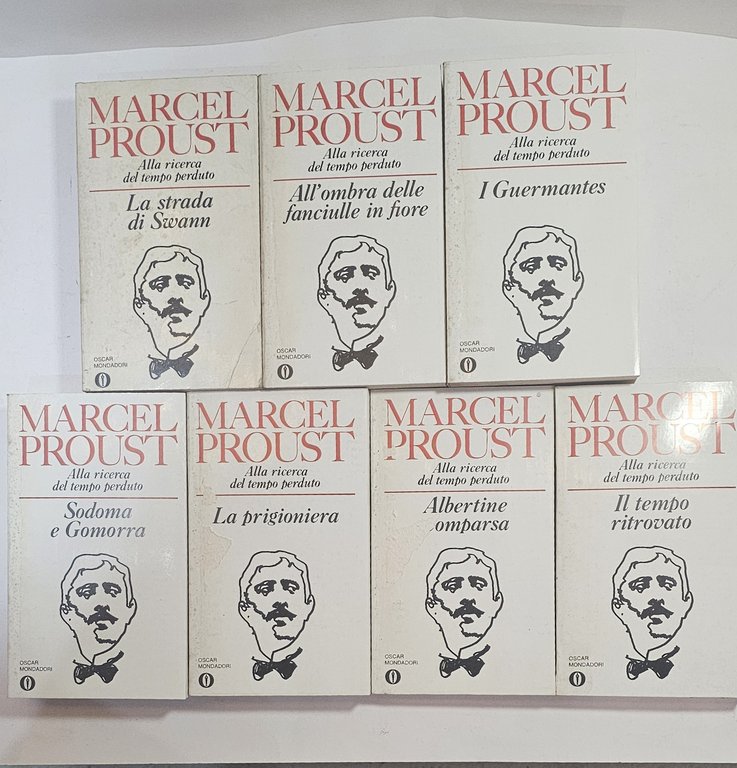 MARCEL
PROUST
Alla ricerca
del tempo perduto
La strada
di Swann
OSCAR
MONDADORI
MARCEL
PROUST
Alla ricerca
del tempo perduto
All'ombra delle
fanciulle in fiore
OSCAR
MONDADORI
MARCEL
PROUST
Alla ricerca
del tempo perduto
I Guermantes
OSCAR
MONDADORI
MARCEL
PROUST
Alla ricerca
del tempo perduto
Sodoma
e Gomorra
OSCAR
MONDADORI
MARCEL
PROUST
Alla ricerca
del tempo perduto
La prigioniera
OSCAR
MONDADORI
MARCEL
PROUST
Alla ricerca
del tempo perduto
Albertine
omparsa
OSCAR
MONDADORI
MARCEL
PROUST
Alla ricerca
del tempo perduto
Il tempo
ritrovato
OSCAR
MONDADORI